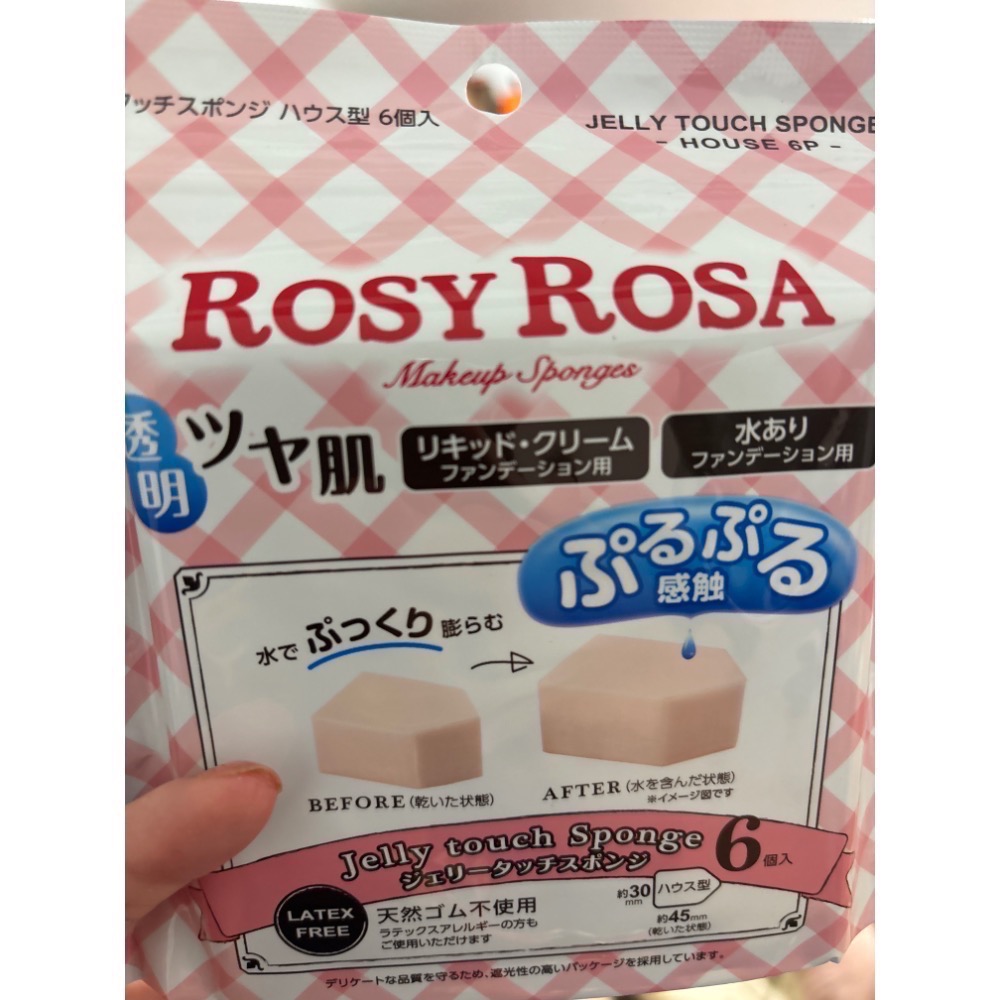 ッチスポンジ ハウス型 6個入
JELLY TOUCH SPONGE
- HOUSE 6P -
ROSY ROSA
Makeup Sponges
透明
ツヤ肌
リキッド・クリーム
ファンデーション用
水あり
ファンデーション用
ぷるぷる
感触
水でぷっくり膨らむ
BEFORE(乾いた状態)
AFTER(水を含んだ状態)
※イメージ図です
Jelly touch Sponge
ジェリータッチスポンジ
6個入
LATEX
FREE
天然ゴム不使用
ラテックスアレルギーの方も
ご使用いただけます
約30mm
ハウス型
約45mm
(乾いた状態)
デリケートな品質を守るため、遮光性の高いパッケージを採用しています。